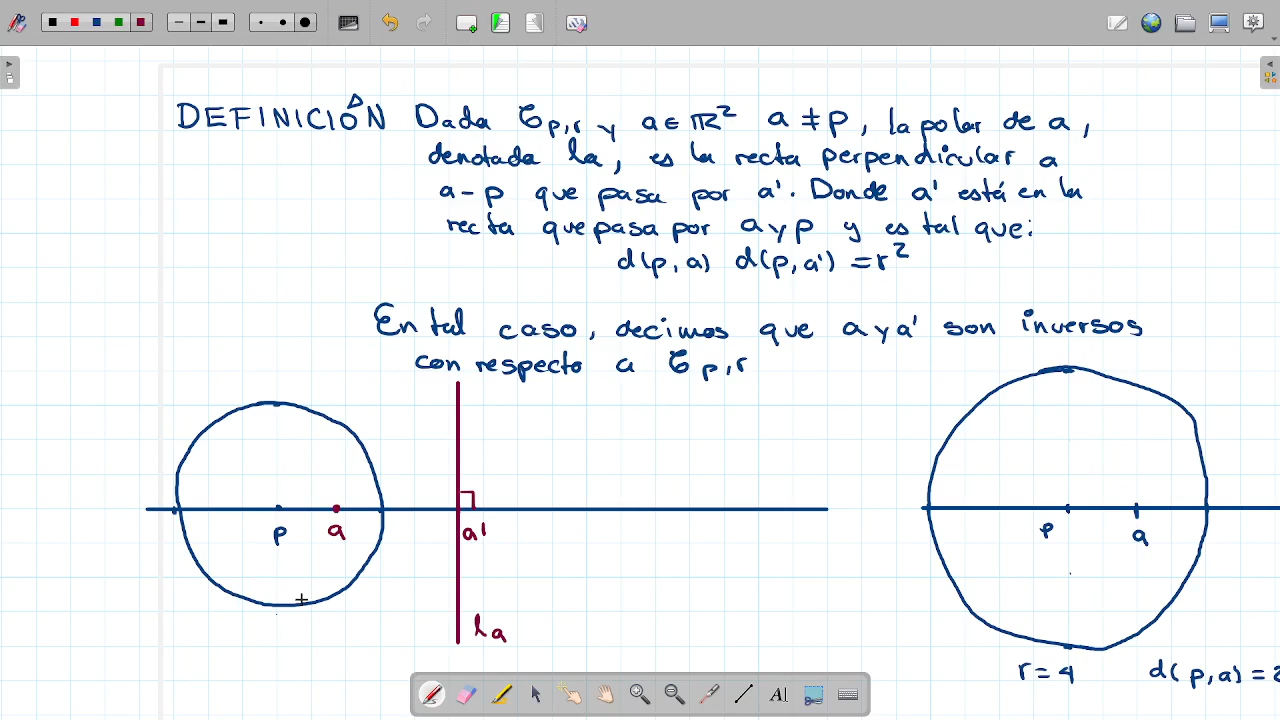 DEFINICIÓN Dada 𝒞p,r y a ∈ ℝ² a ≠ p, la polar de a,
denotada la, es la recta perpendicular a
a - p que pasa por a'. Donde a' está en la
recta que pasa por a y p y es tal que:
d(p,a) d(p,a') = r²
En tal caso, decimos que a y a' son inversos
con respecto a 𝒞p,r
p
a
a'
la
p
a
r = 4
d(p,a) = 2
AI